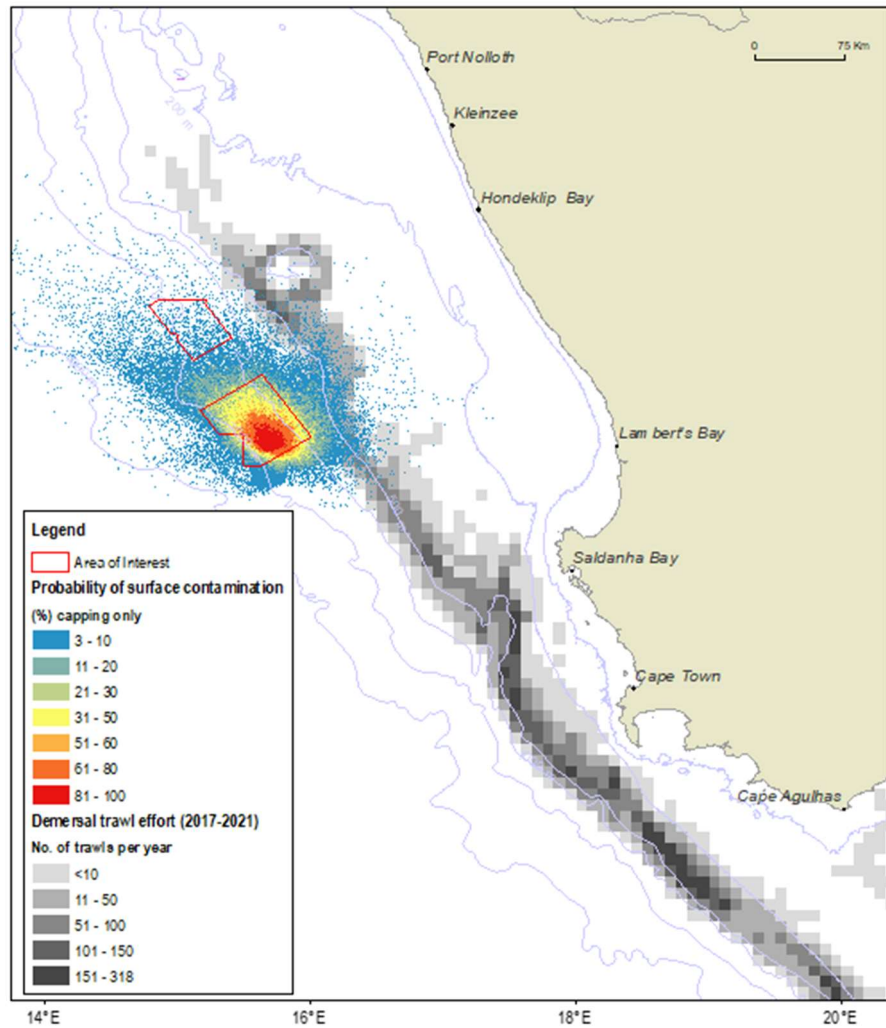 Port Nolloth
0 75 Km
Kleinzee
200 m
Hondeklip Bay
Lambert's Bay
Saldanha Bay
Cape Town
Cape Agulhas
Legend
Area of Interest
Probability of surface contamination
(%) capping only
3 - 10
11 - 20
21 - 30
31 - 50
51 - 60
61 - 80
81 - 100
Demersal trawl effort (2017-2021)
No. of trawls per year
<10
11 - 50
51 - 100
101 - 150
151 - 318
14°E 16°E 18°E 20°E